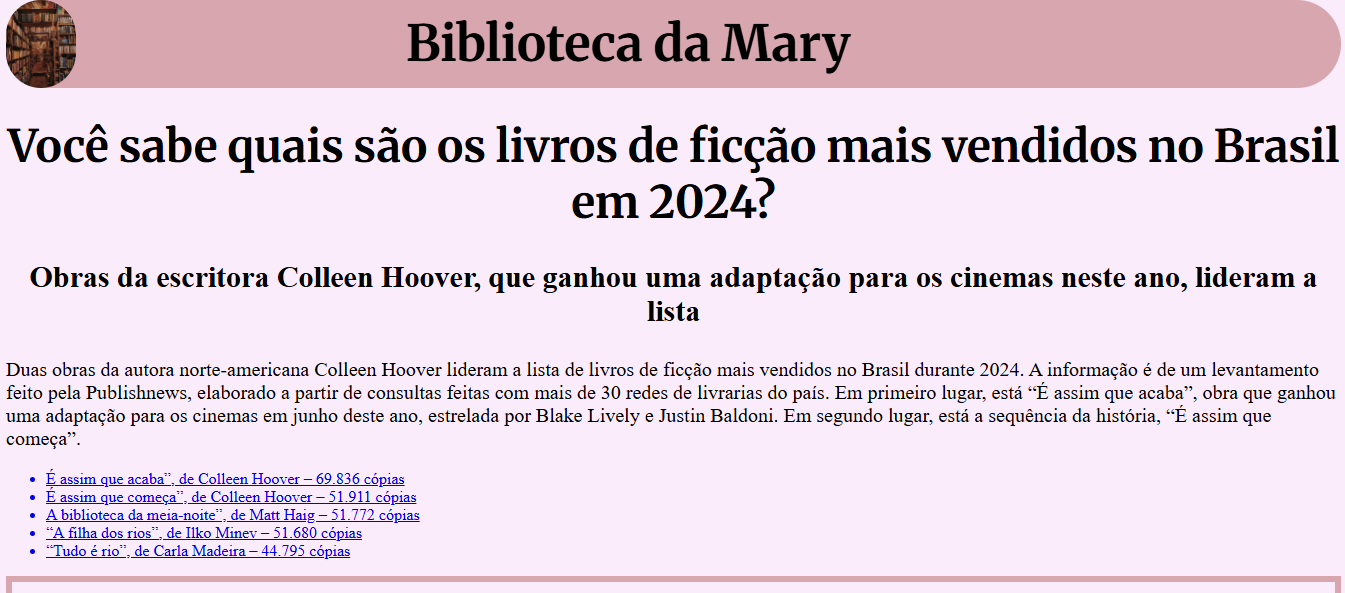 Biblioteca da Mary
Você sabe quais são os livros de ficção mais vendidos no Brasil
em 2024?
Obras da escritora Colleen Hoover, que ganhou uma adaptação para os cinemas neste ano, lideram a
lista
Duas obras da autora norte-americana Colleen Hoover lideram a lista de livros de ficção mais vendidos no Brasil durante 2024. A informação é de um levantamento
feito pela Publishnews, elaborado a partir de consultas feitas com mais de 30 redes de livrarias do país. Em primeiro lugar, está “É assim que acaba”, obra que ganhou
uma adaptação para os cinemas em junho deste ano, estrelada por Blake Lively e Justin Baldoni. Em segundo lugar, está a sequência da história, “É assim que
começa”.
É assim que acaba”, de Colleen Hoover – 69.836 cópias
É assim que começa”, de Colleen Hoover – 51.911 cópias
A biblioteca da meia-noite”, de Matt Haig – 51.772 cópias
“A filha dos rios”, de Ilko Minev – 51.680 cópias
“Tudo é rio”, de Carla Madeira – 44.795 cópias